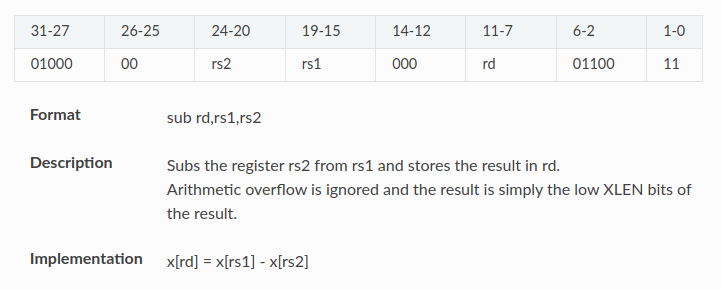 31-27 26-25 24-20 19-15 14-12 11-7 6-2 1-0
01000 00 rs2 rs1 000 rd 01100 11
Format sub rd,rs1,rs2
Description Subs the register rs2 from rs1 and stores the result in rd.
Arithmetic overflow is ignored and the result is simply the low XLEN bits of
the result.
Implementation x[rd] = x[rs1] - x[rs2]